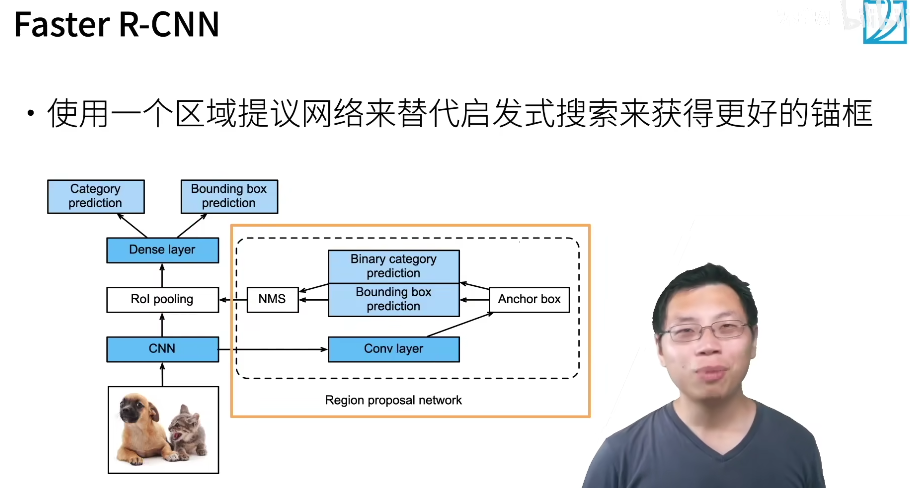 Faster R-CNN
• 使用一个区域提议网络来替代启发式搜索来获得更好的锚框
Category
prediction
Bounding box
prediction
Dense layer
Binary category
prediction
RoI pooling
NMS
Bounding box
prediction
Anchor box
CNN
Conv layer
Region proposal network